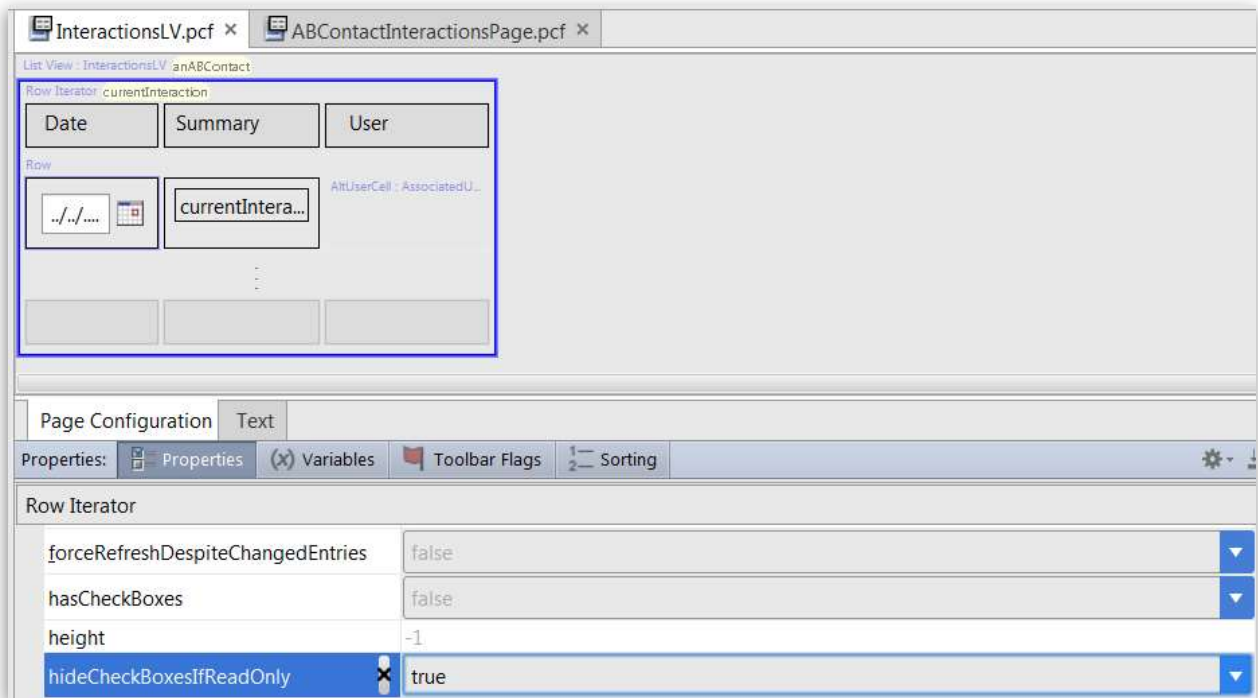 InteractionsLV.pcf × ABContactInteractionsPage.pcf ×
List View : InteractionsLV anABContact
Row Iterator currentInteraction
Date Summary User
Row
../../.... currentIntera... AltUserCell : AssociatedU...
Page Configuration Text
Properties: Properties (x) Variables Toolbar Flags Sorting
Row Iterator
forceRefreshDespiteChangedEntries false
hasCheckBoxes false
height -1
hideCheckBoxesIfReadOnly × true